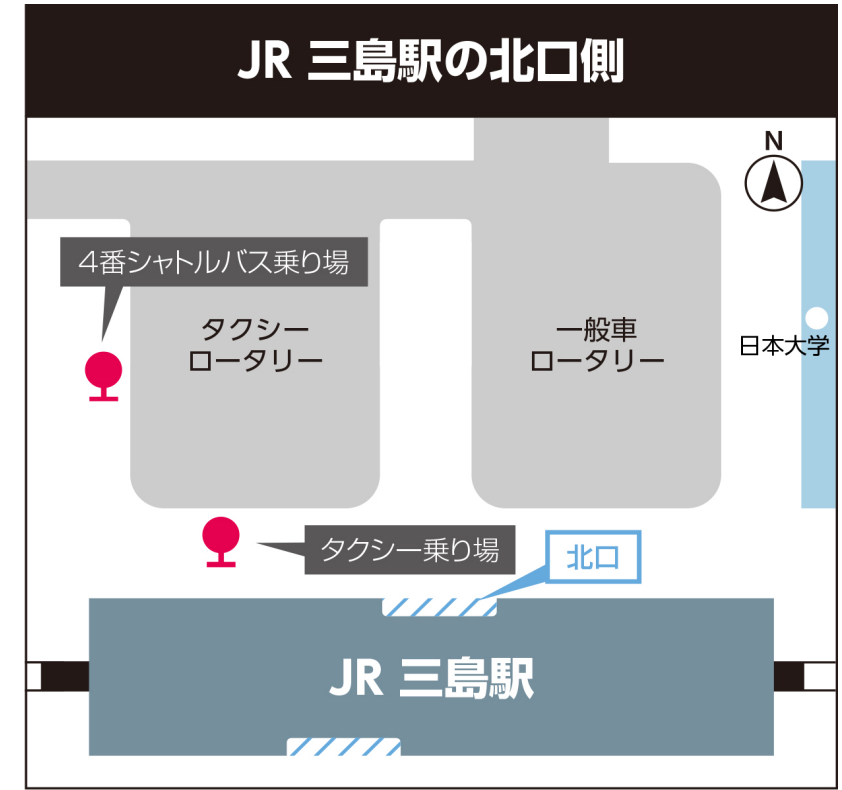 JR 三島駅の北口側
N
4番シャトルバス乗り場
タクシー
ロータリー
一般車
ロータリー
日本大学
タクシー乗り場
北口
JR 三島駅